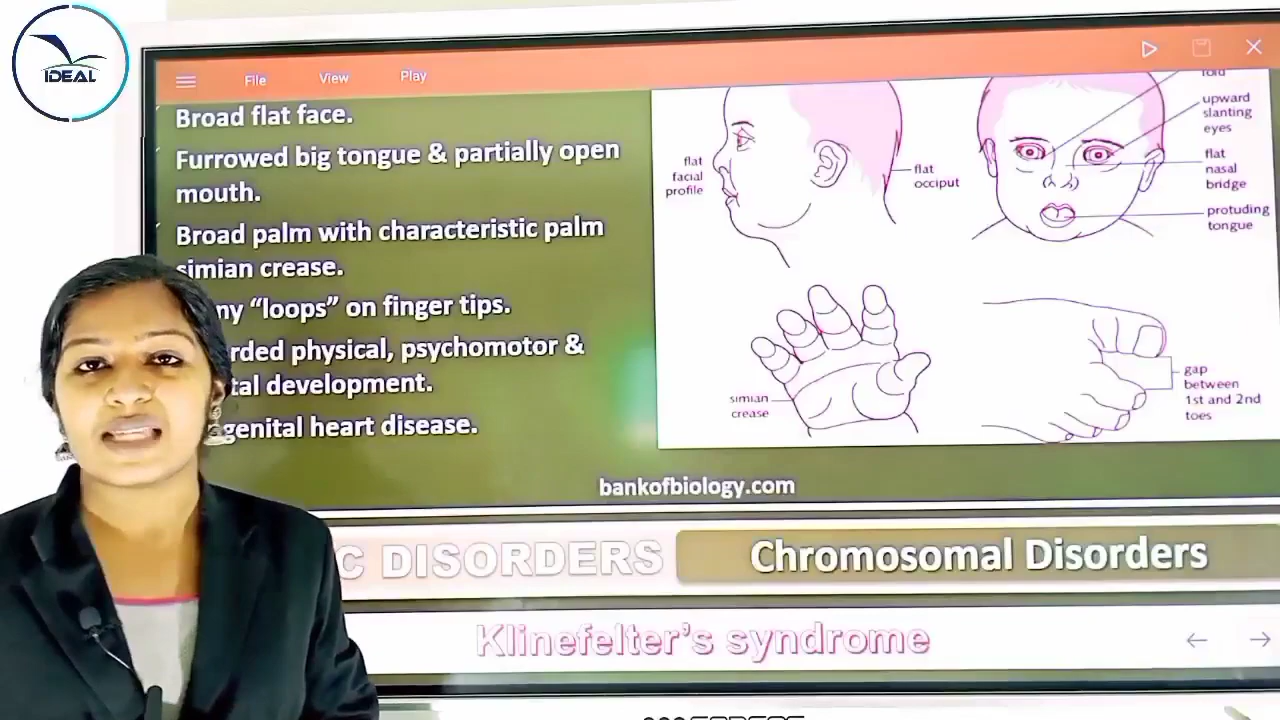 IDEAL
File View Play
Broad flat face.
Furrowed big tongue & partially open
mouth.
Broad palm with characteristic palm
simian crease.
"loops" on finger tips.
physical, psychomotor &
development.
heart disease.
flat
facial
profile
flat
occiput
upward
slanting
eyes
flat
nasal
bridge
protuding
tongue
simian
crease
gap
between
1st and 2nd
toes
bankofbiology.com
DISORDERS
Chromosomal Disorders
Klinefelter's syndrome